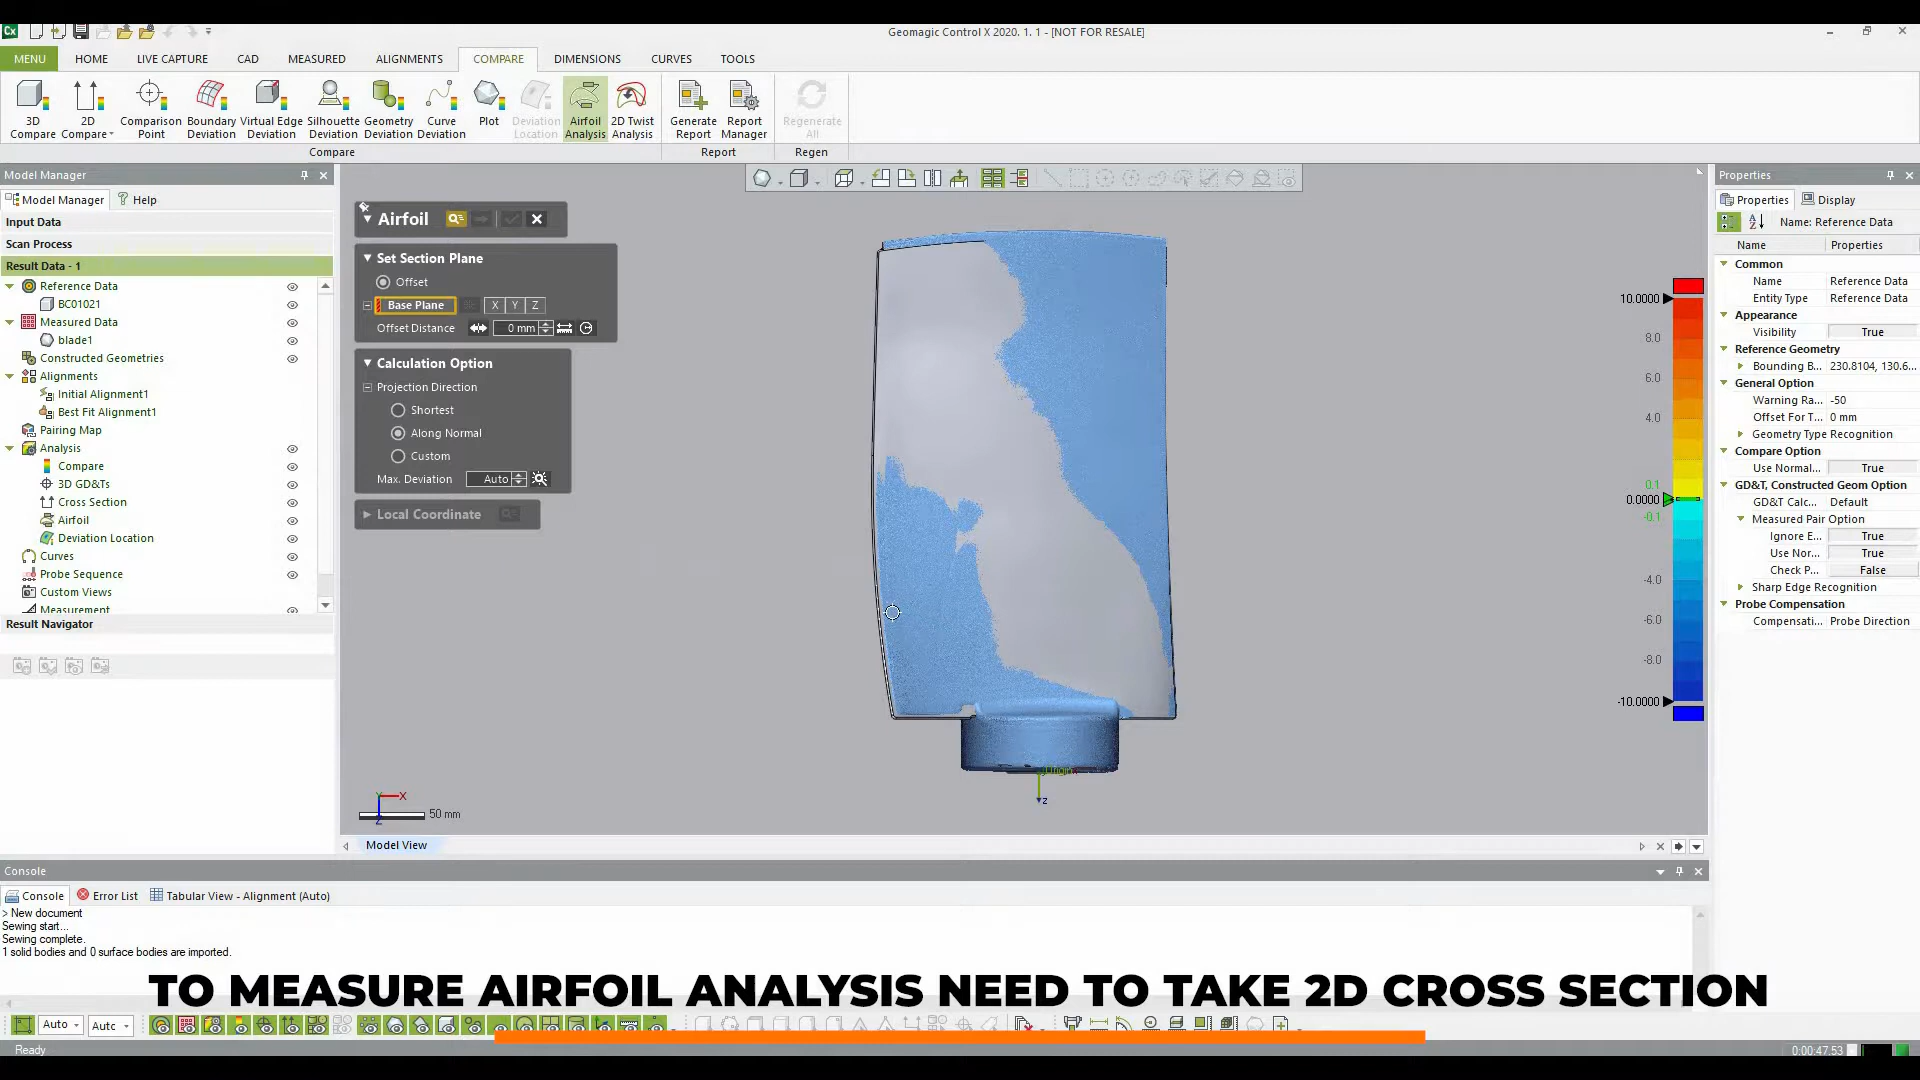 Cx
Geomagic Control X 2020. 1. 1 - [NOT FOR RESALE]
MENU HOME LIVE CAPTURE CAD MEASURED ALIGNMENTS COMPARE DIMENSIONS CURVES TOOLS
3D Compare
2D Compare
Comparison Point
Boundary Deviation
Virtual Edge Deviation
Silhouette Deviation
Geometry Deviation
Curve Deviation
Plot
Deviation Location
Airfoil Analysis
2D Twist Analysis
Generate Report
Report Manager
Regenerate All
Compare Report Regen
Model Manager
Model Manager Help
Input Data
Scan Process
Result Data - 1
Reference Data
BC01021
Measured Data
blade1
Constructed Geometries
Alignments
Initial Alignment1
Best Fit Alignment1
Pairing Map
Analysis
Compare
3D GD&Ts
Cross Section
Airfoil
Deviation Location
Curves
Probe Sequence
Custom Views
Measurement
Result Navigator
Airfoil
Set Section Plane
Offset
Base Plane X Y Z
Offset Distance 0 mm
Calculation Option
Projection Direction
Shortest
Along Normal
Custom
Max. Deviation Auto
Local Coordinate
Origin
z
X
Z
50 mm
10.0000
8.0
6.0
4.0
0.1
0.0000
-0.1
-4.0
-6.0
-8.0
-10.0000
Model View
Properties
Properties Display
Name: Reference Data
Name Properties
Common
Name Reference Data
Entity Type Reference Data
Appearance
Visibility True
Reference Geometry
Bounding B... 230.8104, 130.6...
General Option
Warning Ra... -50
Offset For T... 0 mm
Geometry Type Recognition
Compare Option
Use Normal... True
GD&T, Constructed Geom Option
GD&T Calc... Default
Measured Pair Option
Ignore E... True
Use Nor... True
Check P... False
Sharp Edge Recognition
Probe Compensation
Compensati... Probe Direction
Console
Console Error List Tabular View - Alignment (Auto)
> New document
Sewing start...
Sewing complete.
1 solid bodies and 0 surface bodies are imported.
TO MEASURE AIRFOIL ANALYSIS NEED TO TAKE 2D CROSS SECTION
Auto Autc
Ready
0:00:47.53